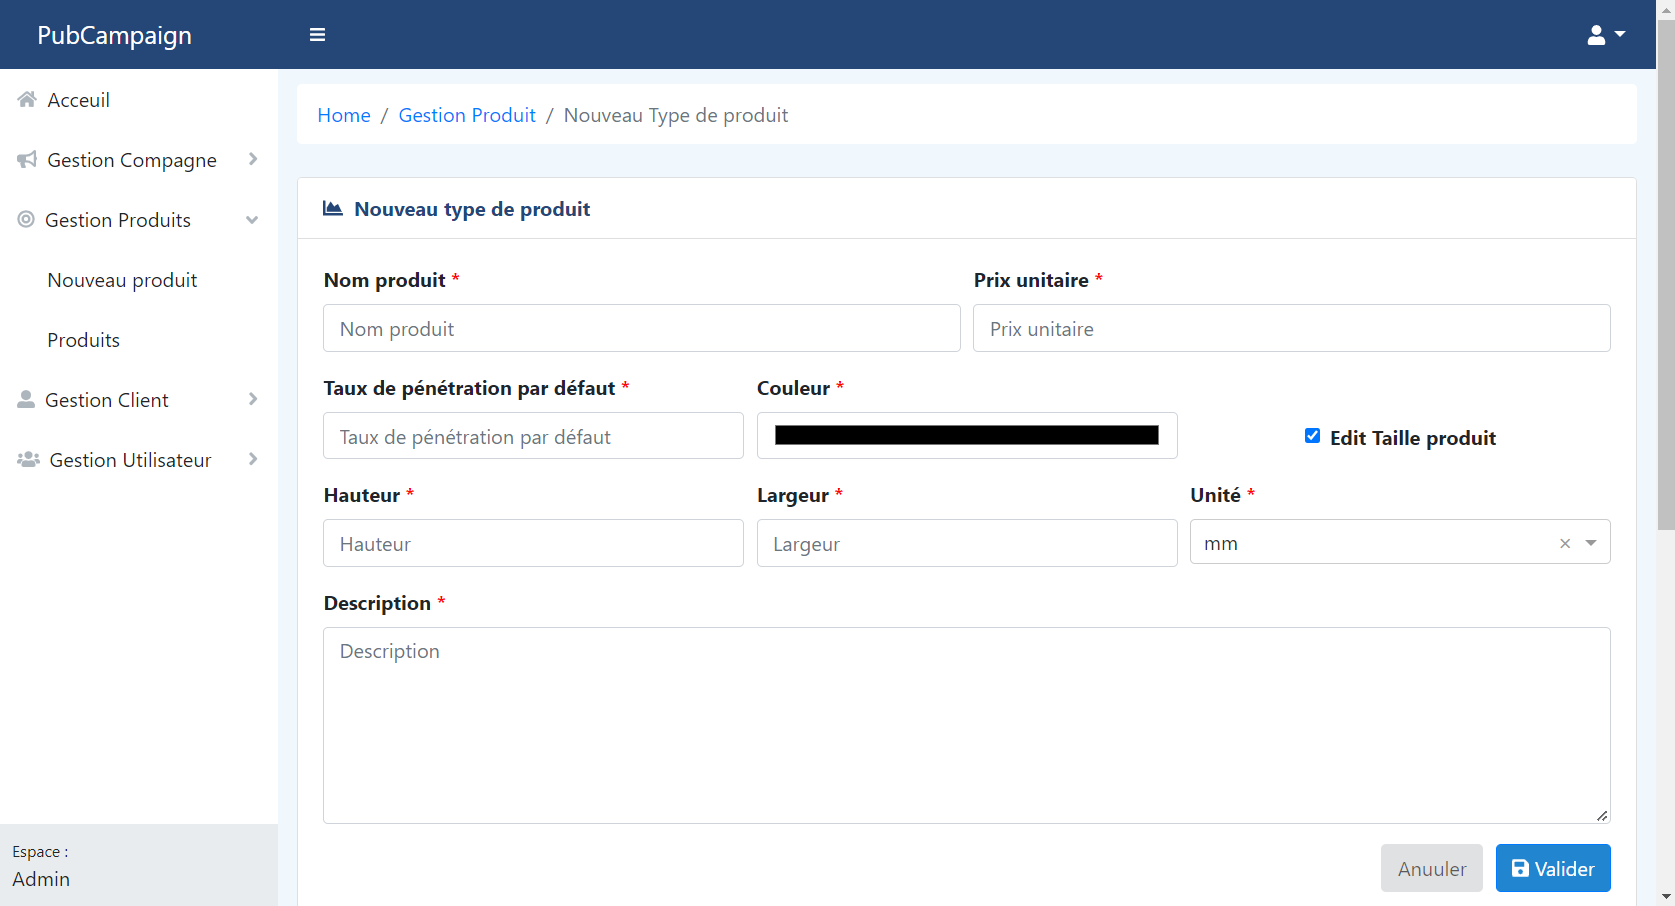 PubCampaign
Acceuil
Gestion Compagne
Gestion Produits
Nouveau produit
Produits
Gestion Client
Gestion Utilisateur
Espace :
Admin
Home / Gestion Produit / Nouveau Type de produit
Nouveau type de produit
Nom produit * Prix unitaire *
Nom produit Prix unitaire
Taux de pénétration par défaut * Couleur *
Taux de pénétration par défaut Edit Taille produit
Hauteur * Largeur * Unité *
Hauteur Largeur mm ×
Description *
Description
Anuuler Valider